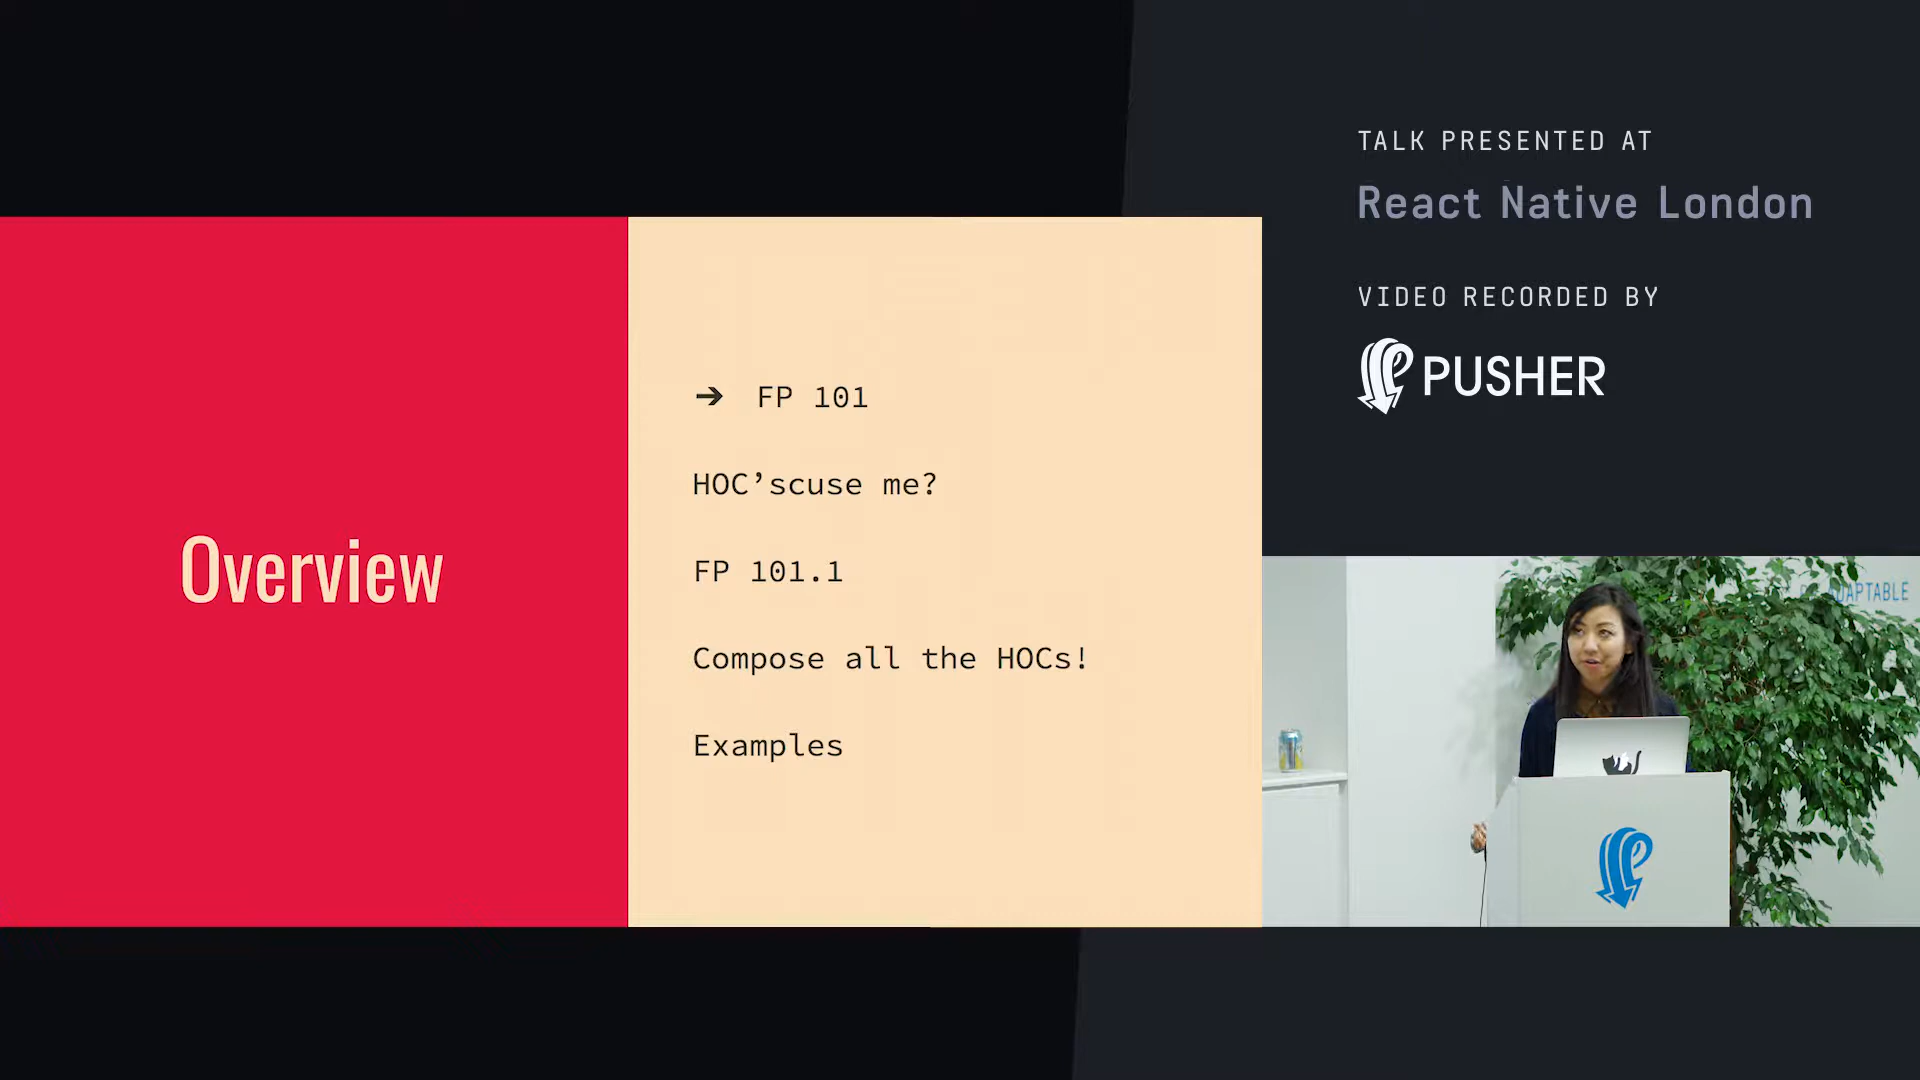 Overview
➔ FP 101
HOC’scuse me?
FP 101.1
Compose all the HOCs!
Examples
TALK PRESENTED AT
React Native London
VIDEO RECORDED BY
PUSHER
ADAPTABLE